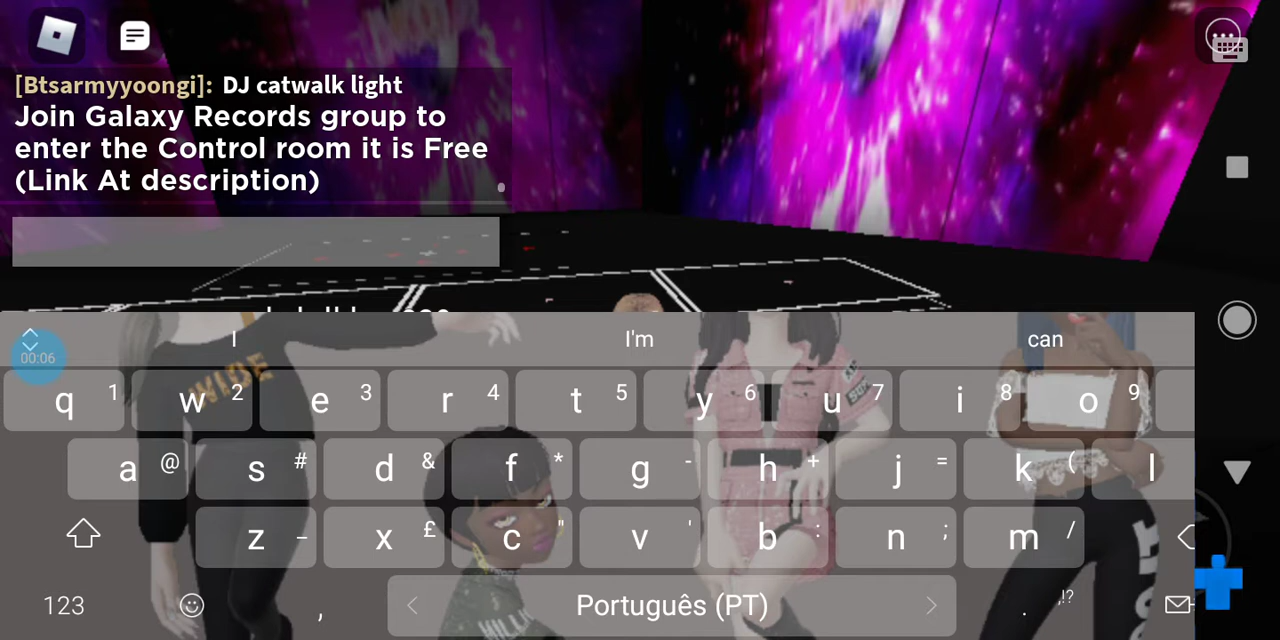 [Btsarmyyoongi]: DJ catwalk light
Join Galaxy Records group to
enter the Control room it is Free
(Link At description)
00:06
I I'm can
q 1 w 2 e 3 r 4 t 5 y 6 u 7 i 8 o 9
a @ s # d & f * g - h + j = k ( l
z _ x £ c " v ' b : n ; m /
123 , < Português (PT) > . ,!?
WIDE